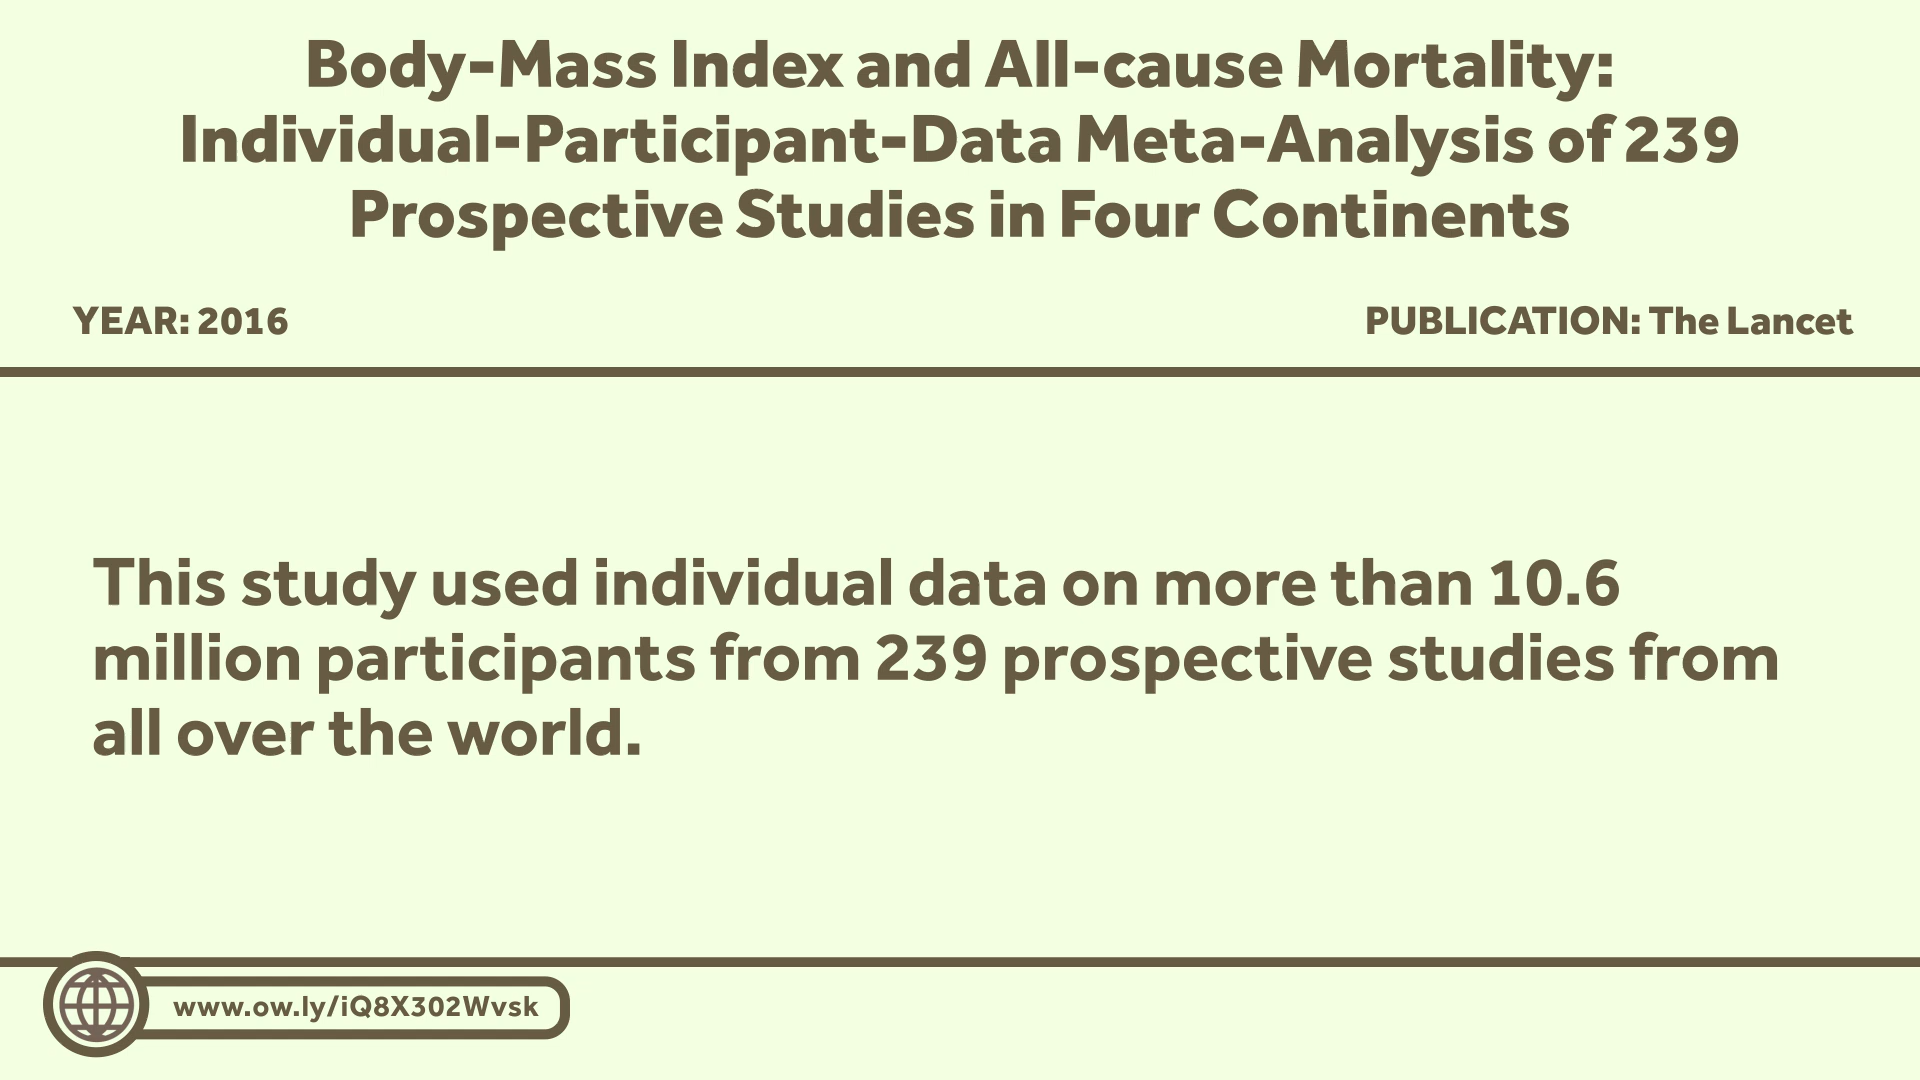 Body-Mass Index and All-cause Mortality:
Individual-Participant-Data Meta-Analysis of 239
Prospective Studies in Four Continents
YEAR: 2016
PUBLICATION: The Lancet
This study used individual data on more than 10.6
million participants from 239 prospective studies from
all over the world.
www.ow.ly/iQ8X302Wvsk